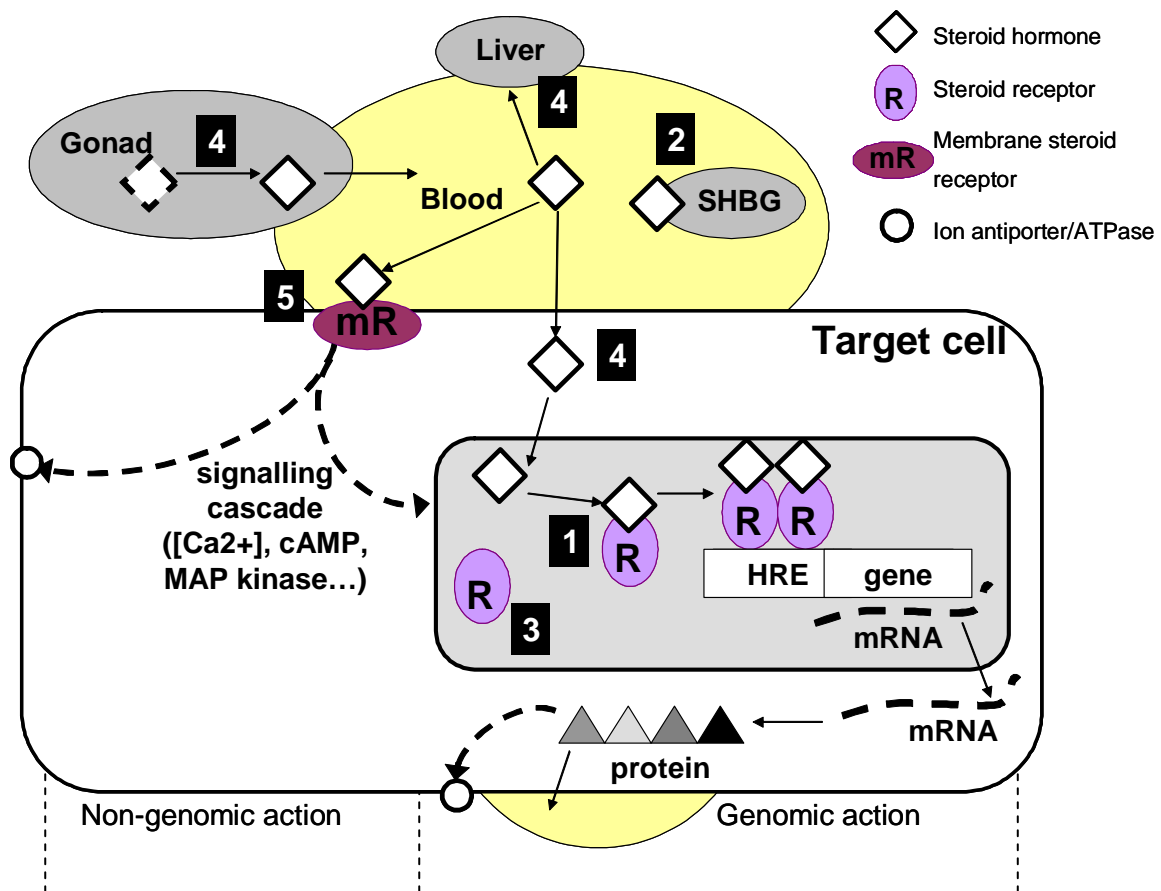 Liver
4
Gonad
4
2
Blood
SHBG
Steroid hormone
R
Steroid receptor
mR
Membrane steroid
receptor
Ion antiporter/ATPase
5
mR
Target cell
4
signalling
cascade
([Ca2+], cAMP,
MAP kinase…)
1
R
R
R
R
3
HRE
gene
mRNA
mRNA
protein
Non-genomic action
Genomic action